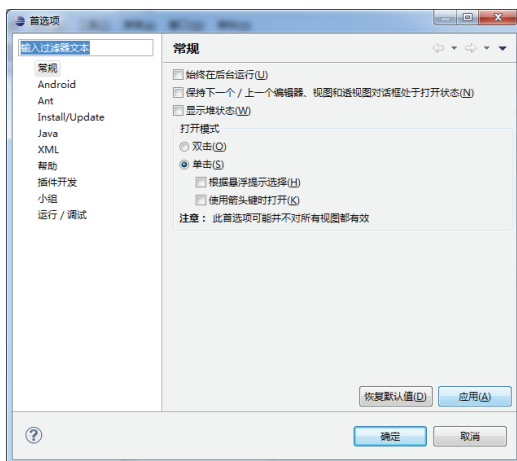 首选项
输入过滤器文本
常规
Android
Ant
Install/Update
Java
XML
帮助
插件开发
小组
运行 / 调试
常规
始终在后台运行(U)
保持下一个 / 上一个编辑器、视图和透视图对话框处于打开状态(N)
显示堆状态(W)
打开模式
双击(O)
单击(S)
根据悬浮提示选择(H)
使用箭头键时打开(K)
注意： 此首选项可能并不对所有视图都有效
恢复默认值(D) 应用(A)
确定 取消